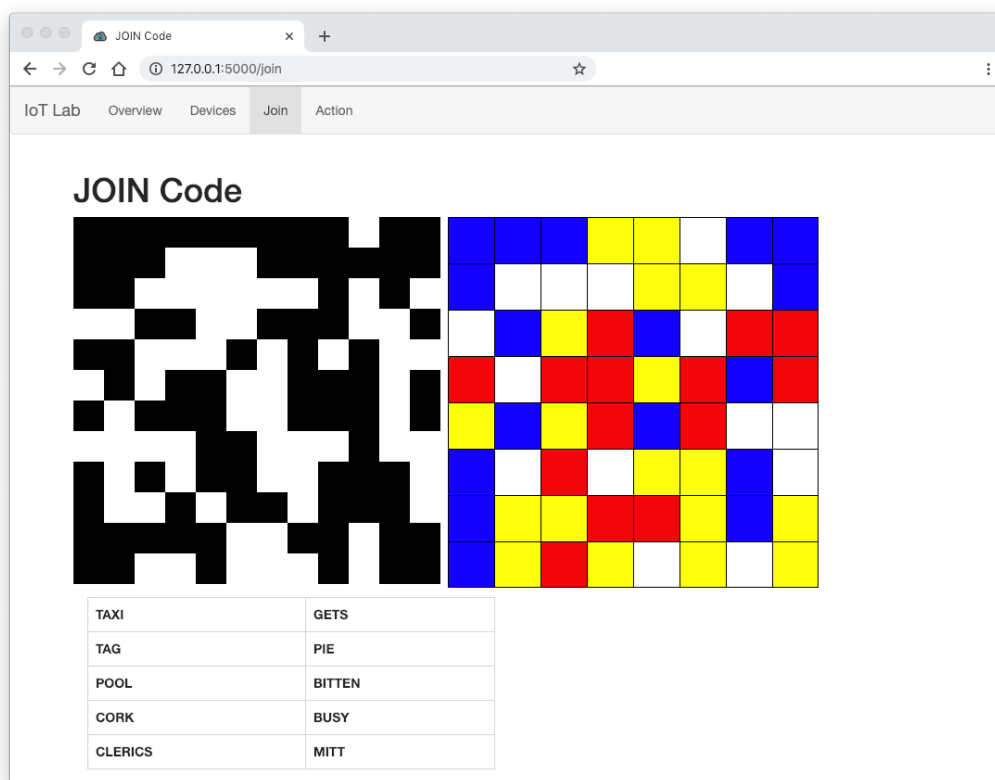 JOIN Code
127.0.0.1:5000/join
IoT Lab Overview Devices Join Action
JOIN Code
TAXI GETS
TAG PIE
POOL BITTEN
CORK BUSY
CLERICS MITT